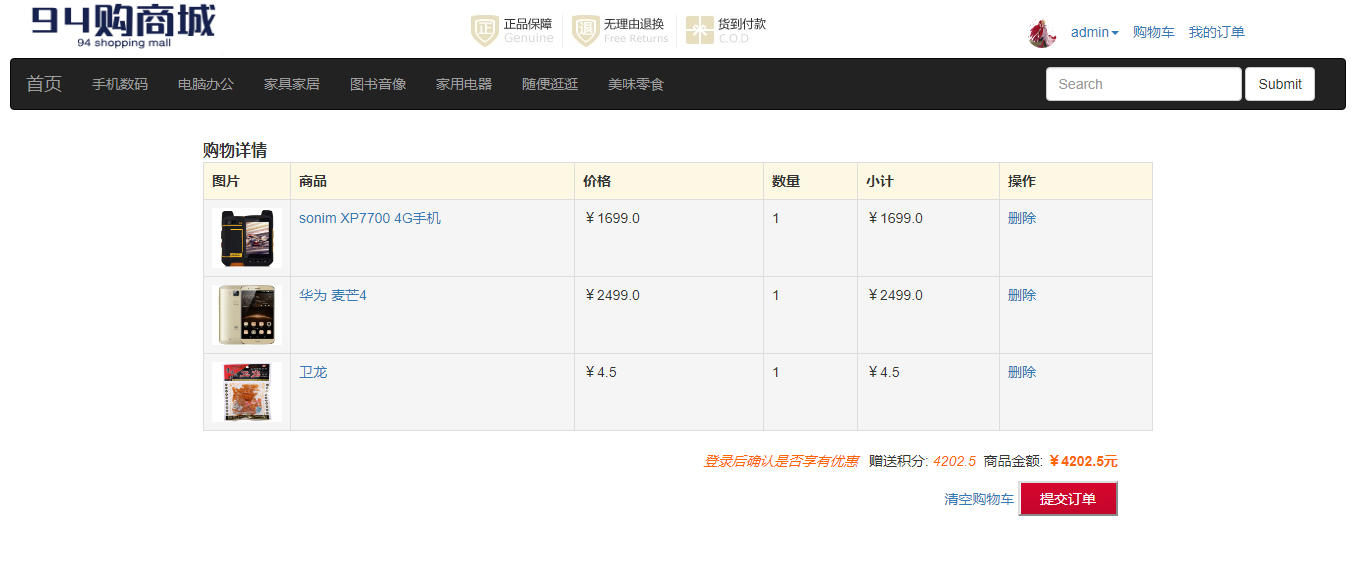 94购商城
94 shopping mall
正 正品保障 Genuine
退 无理由退换 Free Returns
货到付款 C.O.D
admin 购物车 我的订单
首页 手机数码 电脑办公 家具家居 图书音像 家用电器 随便逛逛 美味零食 Search Submit
购物详情
图片 商品 价格 数量 小计 操作
sonim XP7700 4G手机 ￥1699.0 1 ￥1699.0 删除
华为 麦芒4 ￥2499.0 1 ￥2499.0 删除
卫龙 ￥4.5 1 ￥4.5 删除
登录后确认是否享有优惠 赠送积分: 4202.5 商品金额: ￥4202.5元
清空购物车 提交订单